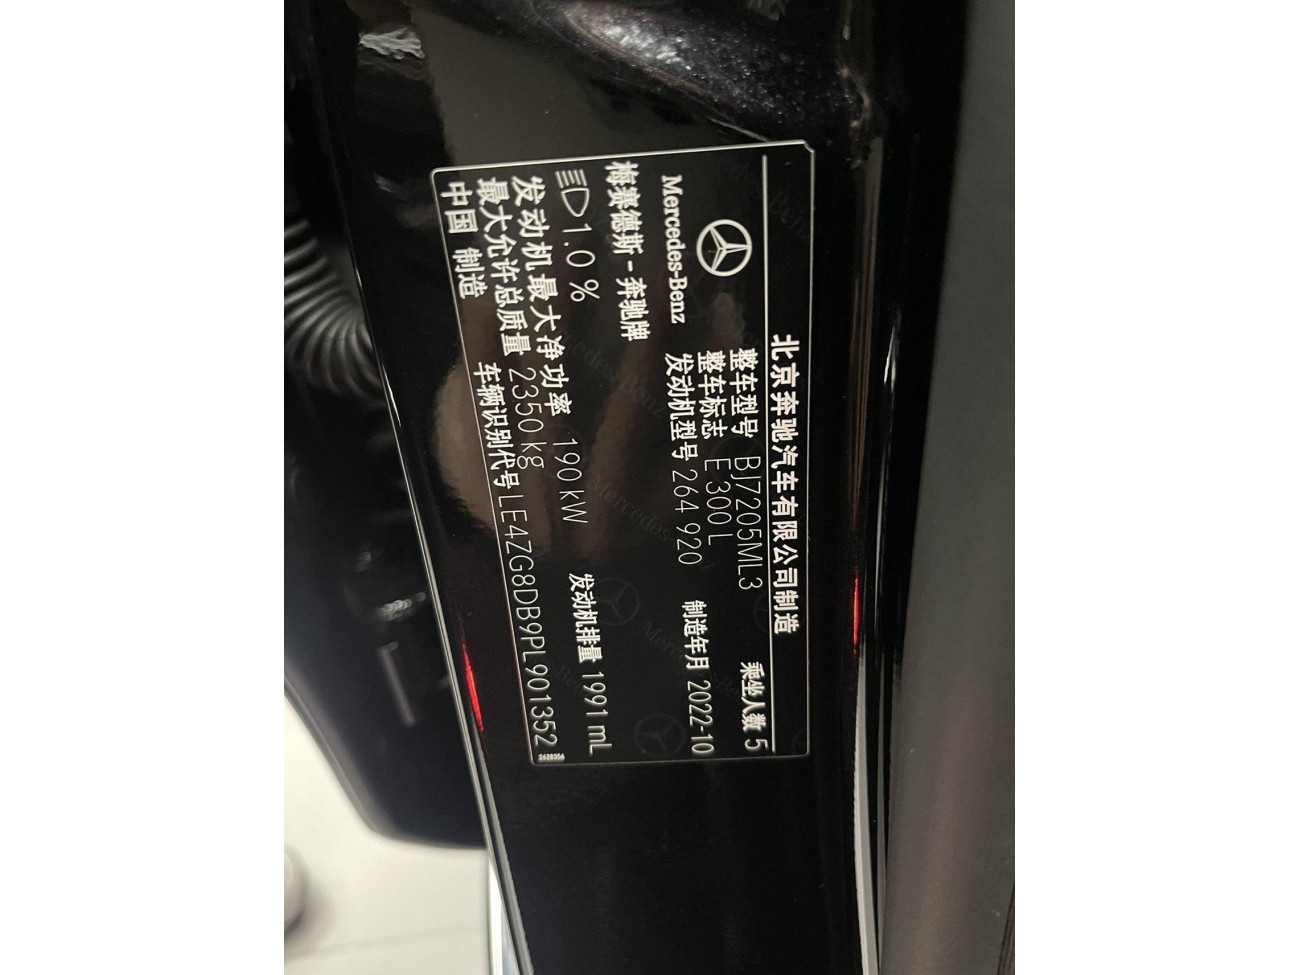 北京奔驰汽车有限公司制造
整车型号 BJ7205ML3 乘坐人数 5
整车标志 E 300 L
Mercedes-Benz 发动机型号 264 920 制造年月 2022-10
梅赛德斯-奔驰牌
1.0 %
发动机最大净功率 190 kW 发动机排量 1991 mL
最大允许总质量 2350 kg
中国 制造 车辆识别代号 LE4ZG8DB9PL901352
2628356